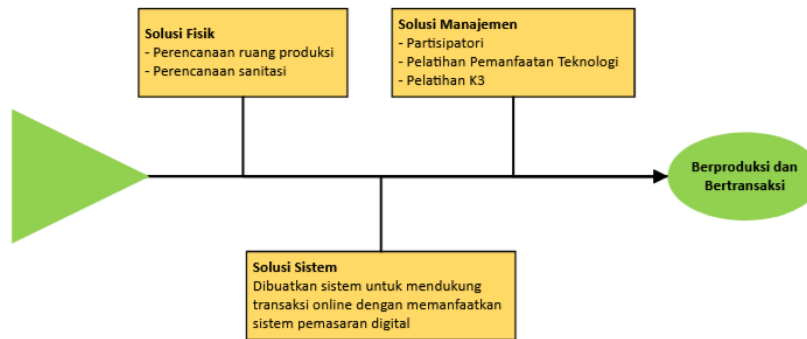 Solusi Fisik
- Perencanaan ruang produksi
- Perencanaan sanitasi
Solusi Manajemen
- Partisipatori
- Pelatihan Pemanfaatan Teknologi
- Pelatihan K3
Berproduksi dan
Bertransaksi
Solusi Sistem
Dibuatkan sistem untuk mendukung
transaksi online dengan memanfaatkan
sistem pemasaran digital